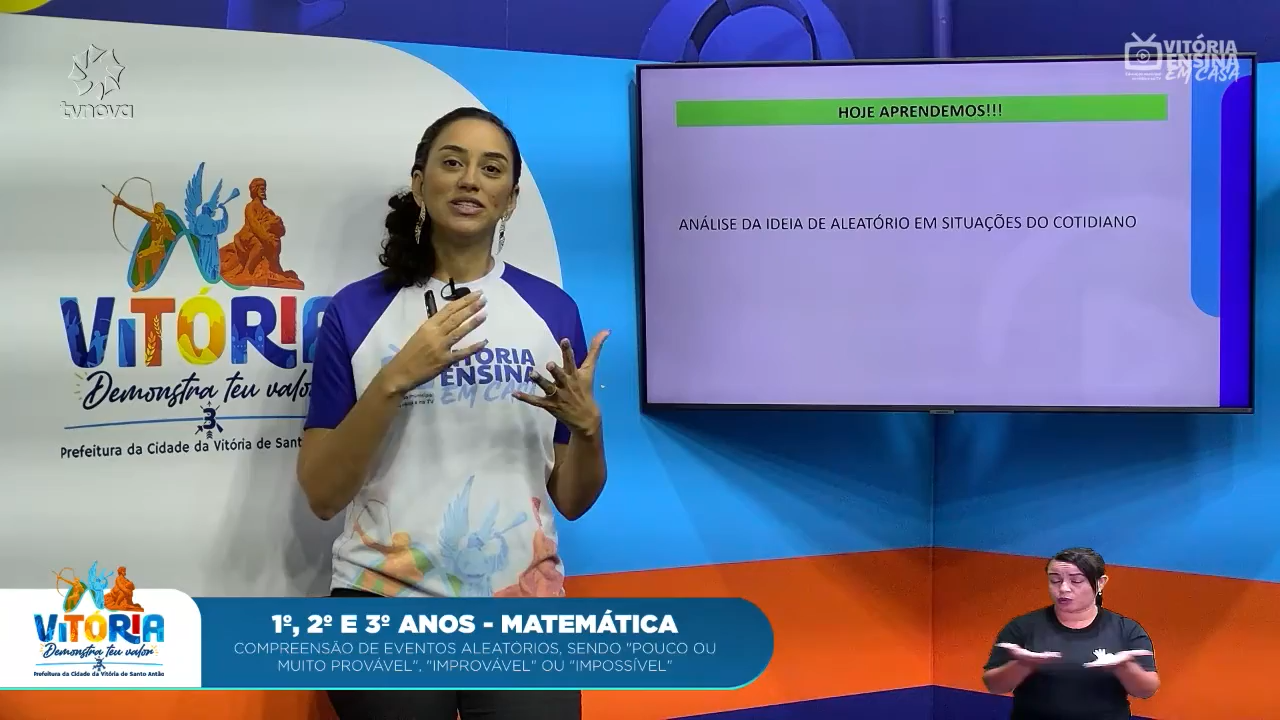 tvnova
VITÓRIA
ENSINA
EM CASA
HOJE APRENDEMOS!!!
ANÁLISE DA IDEIA DE ALEATÓRIO EM SITUAÇÕES DO COTIDIANO
VITÓRIA
Demonstra teu valor
3
Prefeitura da Cidade da Vitória de Santo
VITÓRIA
ENSINA
EM CASA
1º, 2º E 3º ANOS - MATEMÁTICA
COMPREENSÃO DE EVENTOS ALEATÓRIOS, SENDO "POUCO OU
MUITO PROVÁVEL", "IMPROVÁVEL" OU "IMPOSSÍVEL"
VITÓRIA
Demonstra teu valor
3
Prefeitura da Cidade da Vitória de Santo Antão